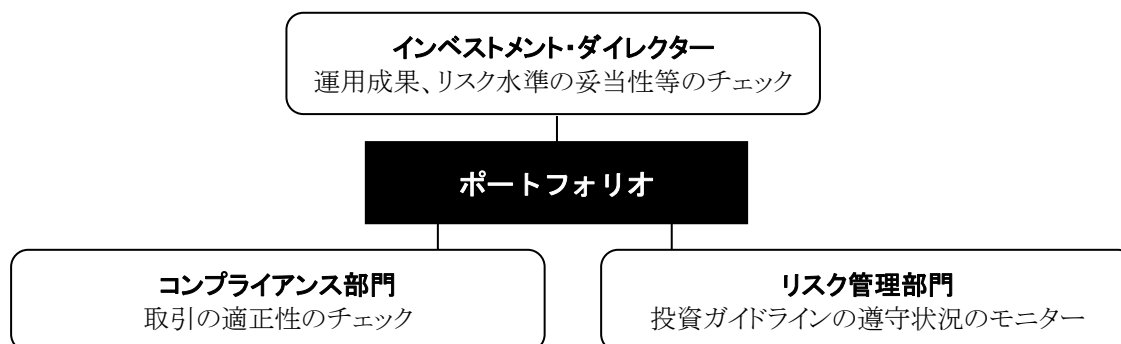 インベストメント・ダイレクター
運用成果、リスク水準の妥当性等のチェック
ポートフォリオ
コンプライアンス部門
取引の適正性のチェック
リスク管理部門
投資ガイドラインの遵守状況のモニター